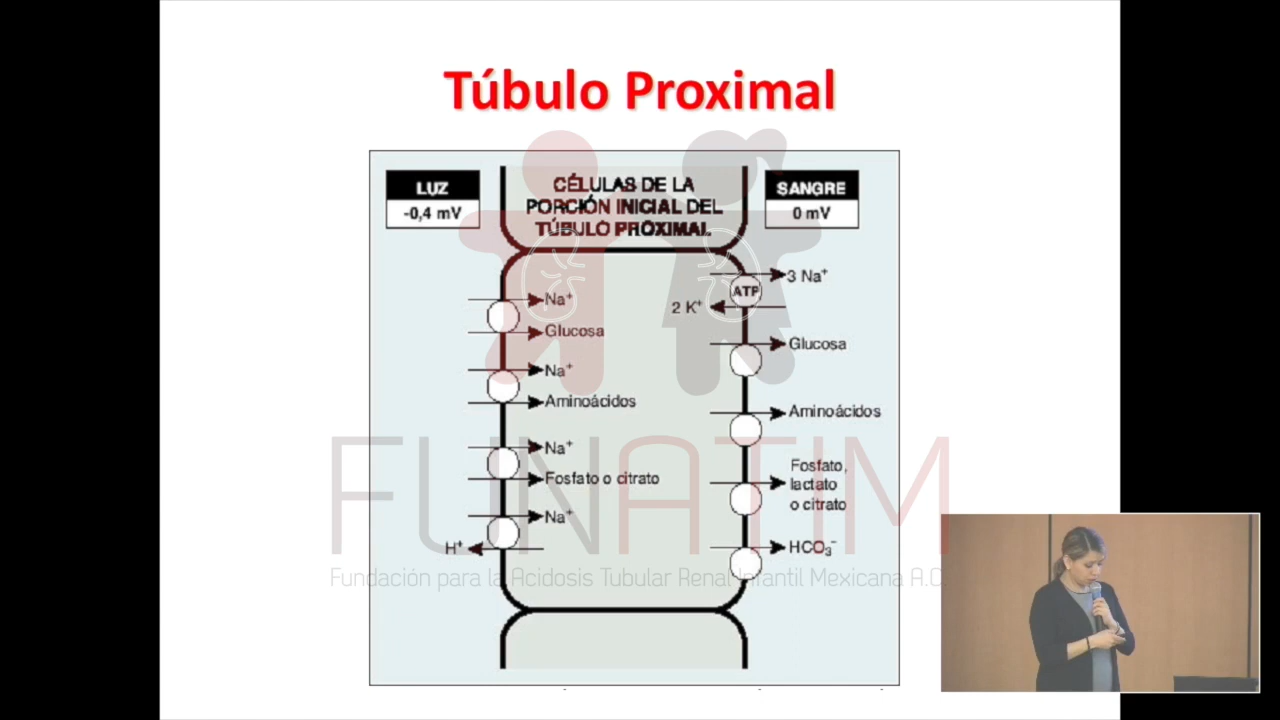 Túbulo Proximal
LUZ
-0,4 mV
CÉLULAS DE LA
PORCIÓN INICIAL DEL
TÚBULO PROXIMAL
SANGRE
0 mV
Na⁺
Glucosa
Na⁺
Aminoácidos
Na⁺
Fosfato o citrato
Na⁺
H⁺
3 Na⁺
ATP
2 K⁺
Glucosa
Aminoácidos
Fosfato,
lactato
o citrato
HCO₃⁻
FUNATIM
Fundación para la Acidosis Tubular Renal Infantil Mexicana A.C.